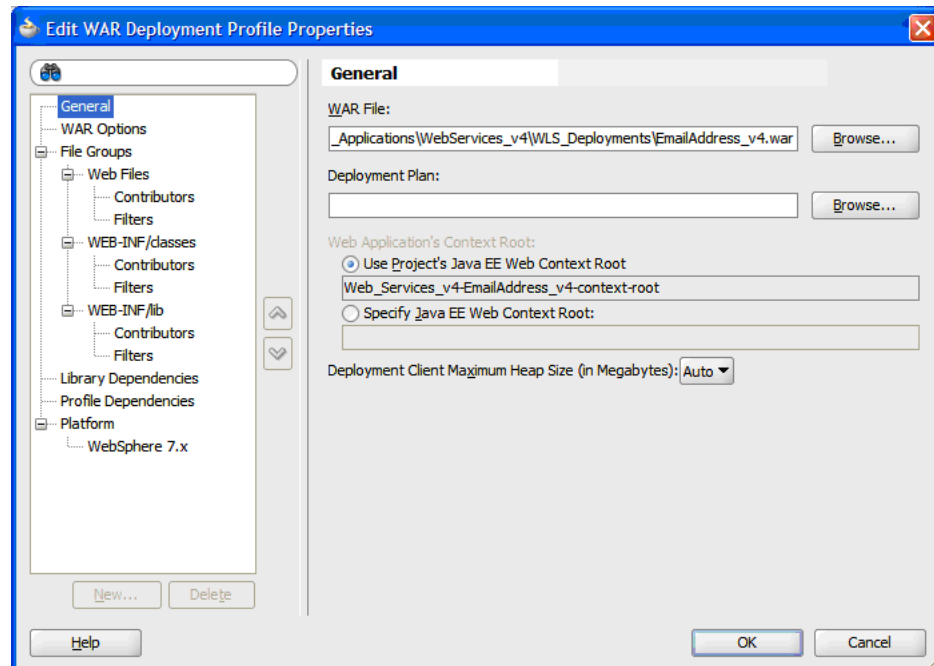 Edit WAR Deployment Profile Properties
General
WAR Options
File Groups
Web Files
Contributors
Filters
WEB-INF/classes
Contributors
Filters
WEB-INF/lib
Contributors
Filters
Library Dependencies
Profile Dependencies
Platform
WebSphere 7.x
New...
Delete
General
WAR File:
_Applications\WebServices_v4\WLS_Deployments\EmailAddress_v4.war
Browse...
Deployment Plan:
Browse...
Web Application's Context Root:
Use Project's Java EE Web Context Root
Web_Services_v4-EmailAddress_v4-context-root
Specify Java EE Web Context Root:
Deployment Client Maximum Heap Size (in Megabytes): Auto
Help
OK
Cancel